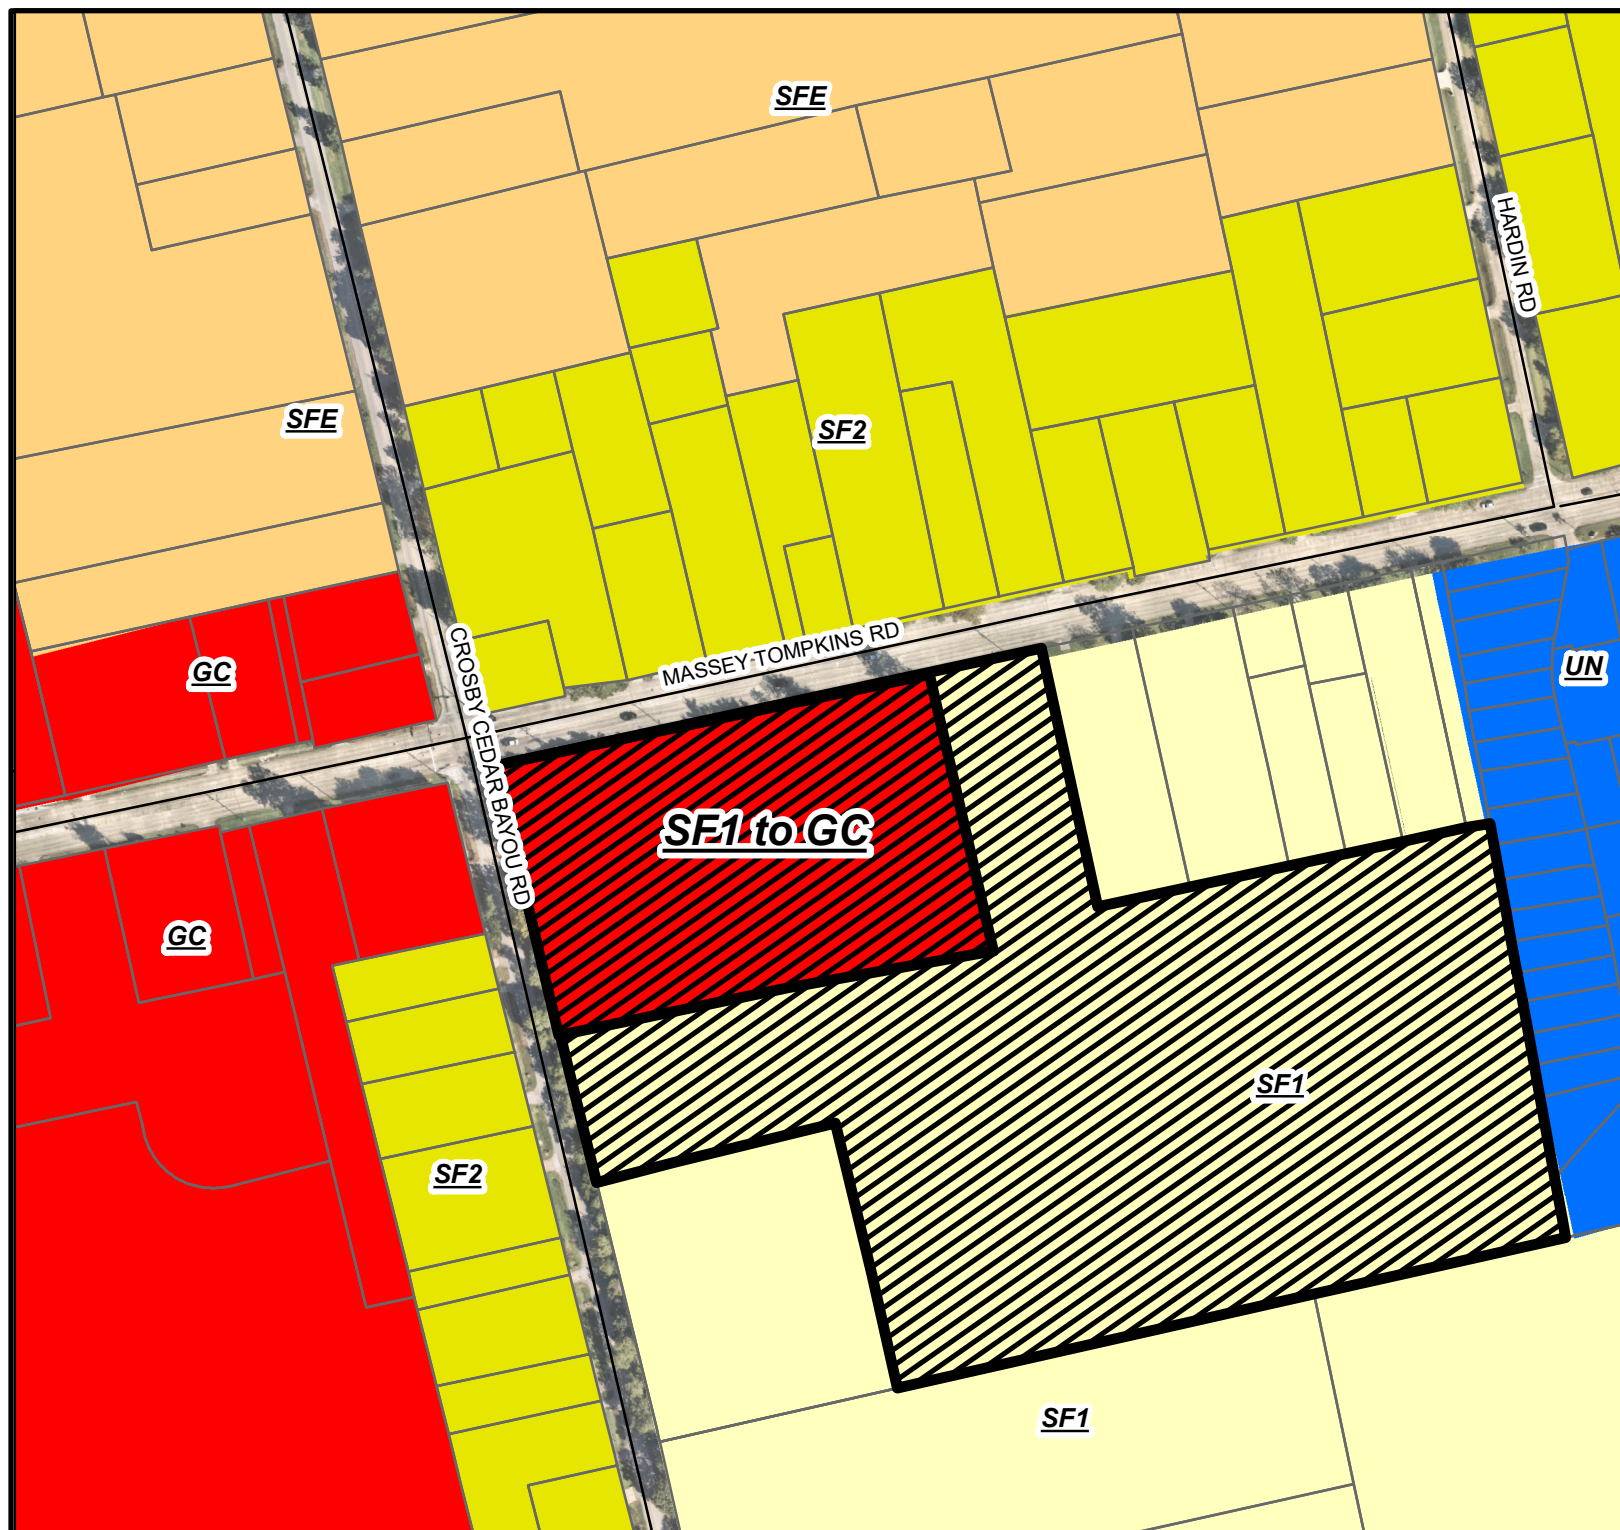 SFE
HARDIN RD
SFE
SF2
MASSEY TOMPKINS RD
GC
UN
CROSBY CEDAR BAYOU RD
SF1 to GC
GC
SF1
SF2
SF1